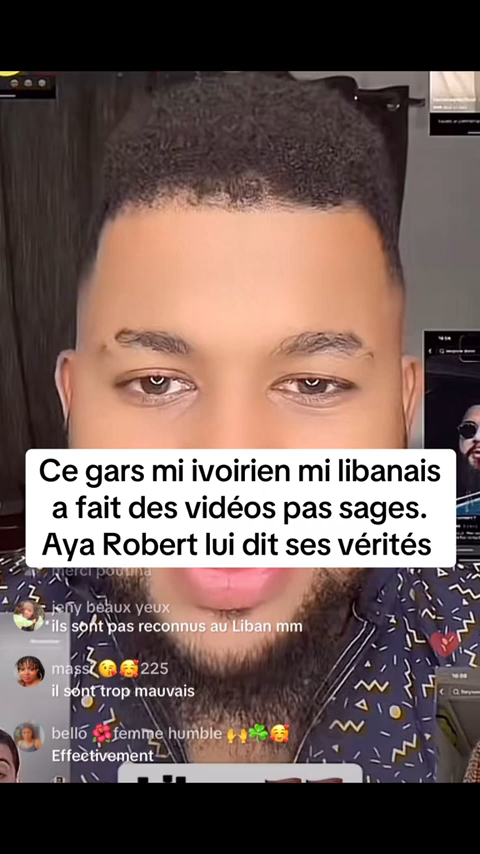 Ce gars mi ivoirien mi libanais
a fait des vidéos pas sages.
Aya Robert lui dit ses vérités
merci poutina
jeny beaux yeux
ils sont pas reconnus au Liban mm
massi 😘🥰225
il sont trop mauvais
bello 🌺femme humble 🙌☘️🥰
Effectivement